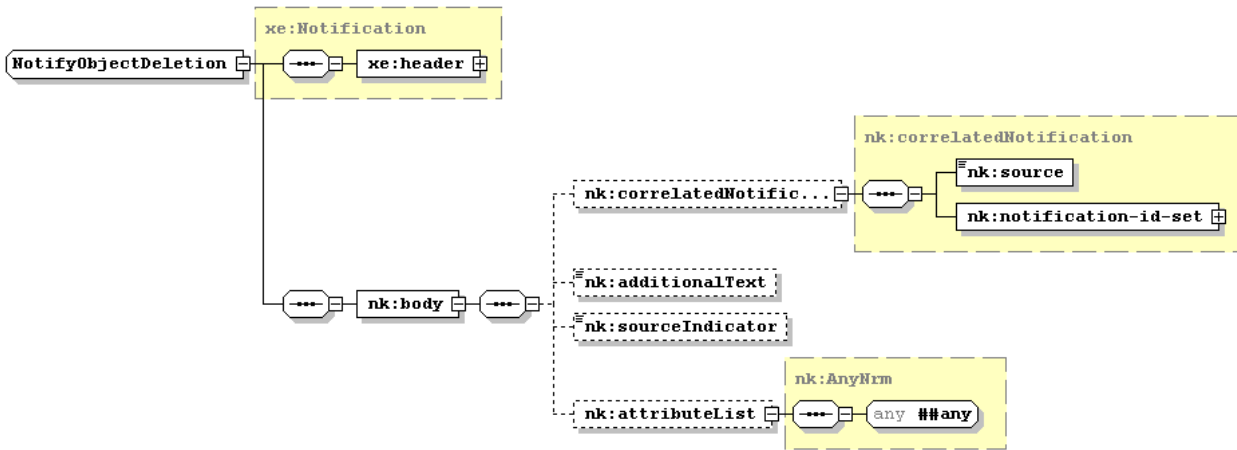 xe:Notification
NotifyObjectDeletion
xe:header
nk:correlatedNotification
nk:source
nk:correlatedNotific...
nk:notification-id-set
nk:additionalText
nk:body
nk:sourceIndicator
nk:AnyNrm
nk:attributeList
any ##any